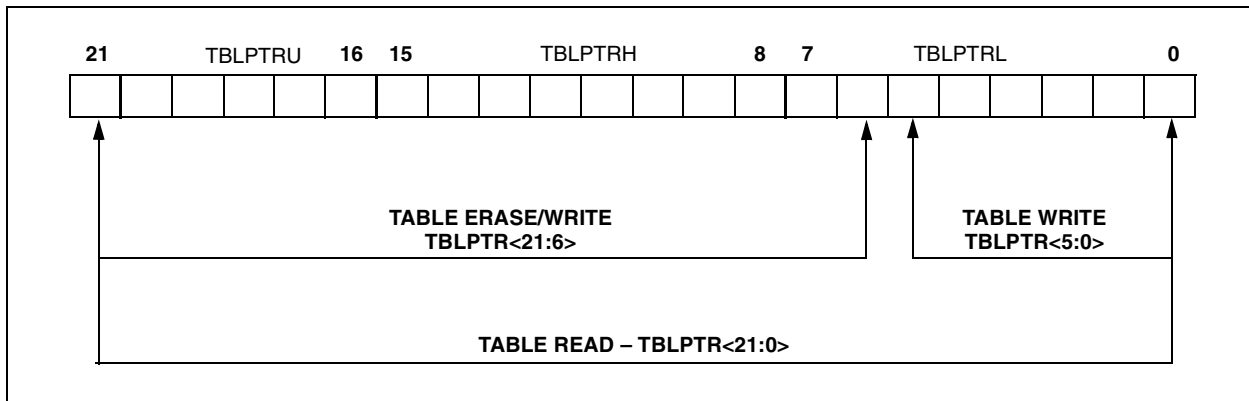 21 TBLPTRU 16 15 TBLPTRH 8 7 TBLPTRL 0
TABLE ERASE/WRITE
TBLPTR<21:6>
TABLE WRITE
TBLPTR<5:0>
TABLE READ – TBLPTR<21:0>